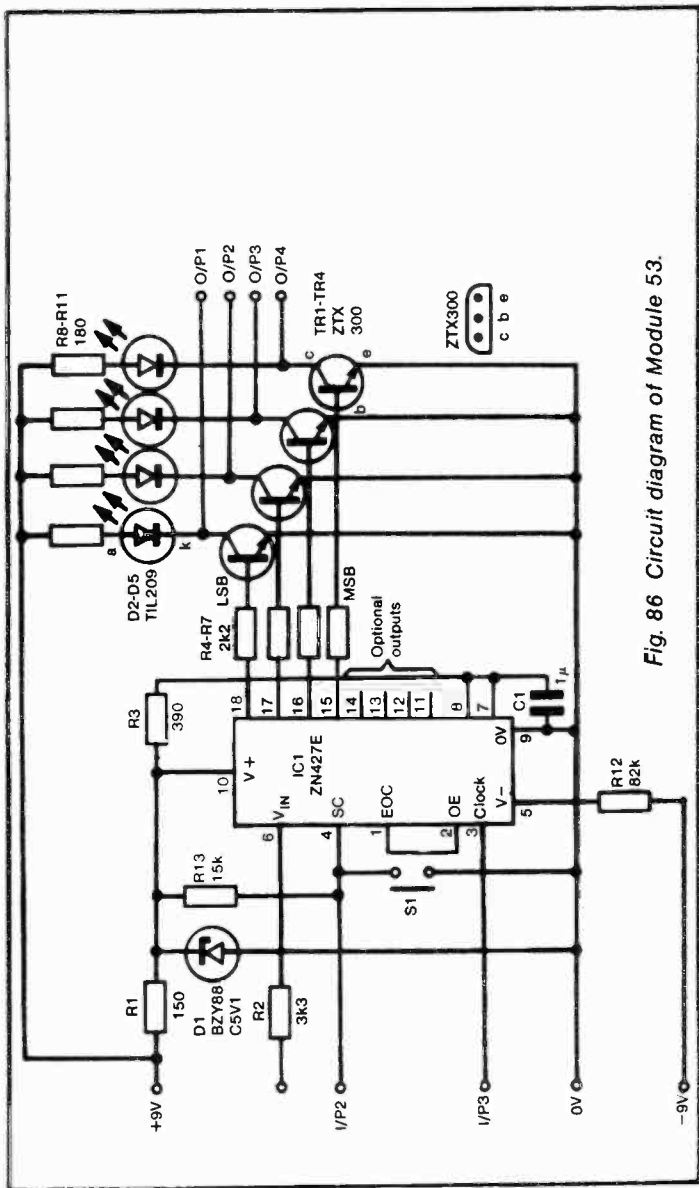 R8-R11
180
D2-D5
TIL209
a
k
O/P1
O/P2
O/P3
O/P4
TR1-TR4
ZTX
300
c
b
e
ZTX300
c b e
LSB
R4-R7
2k2
MSB
Optional
outputs
R3
390
18
17
16
15
14
13
12
11
8
7
10
V+
IC1
ZN427E
6
VIN
4
SC
1
EOC
2
OE
3
Clock
0V
9
V−
5
C1
1µ
R12
82k
R13
15k
S1
+9V
R1
150
D1
BZY88
C5V1
R2
3k3
I/P2
I/P3
0V
−9V
Fig. 86 Circuit diagram of Module 53.